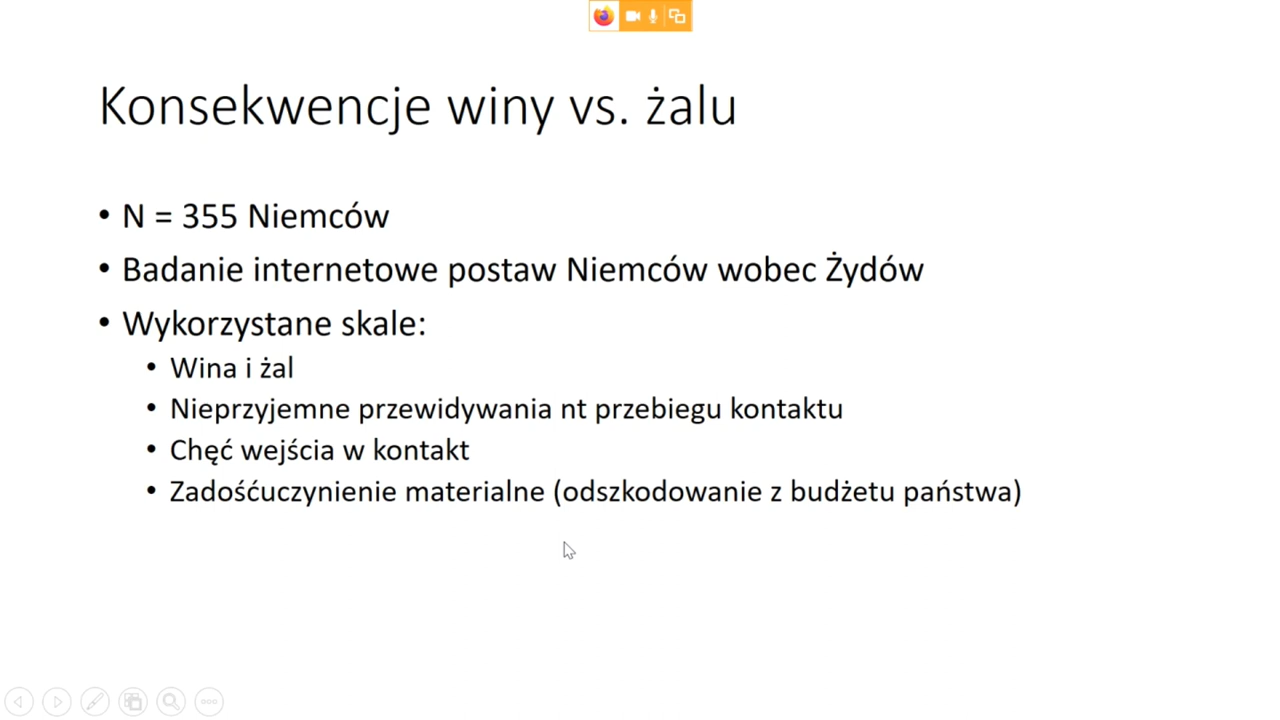 Konsekwencje winy vs. żalu
• N = 355 Niemców
• Badanie internetowe postaw Niemców wobec Żydów
• Wykorzystane skale:
• Wina i żal
• Nieprzyjemne przewidywania nt przebiegu kontaktu
• Chęć wejścia w kontakt
• Zadośćuczynienie materialne (odszkodowanie z budżetu państwa)